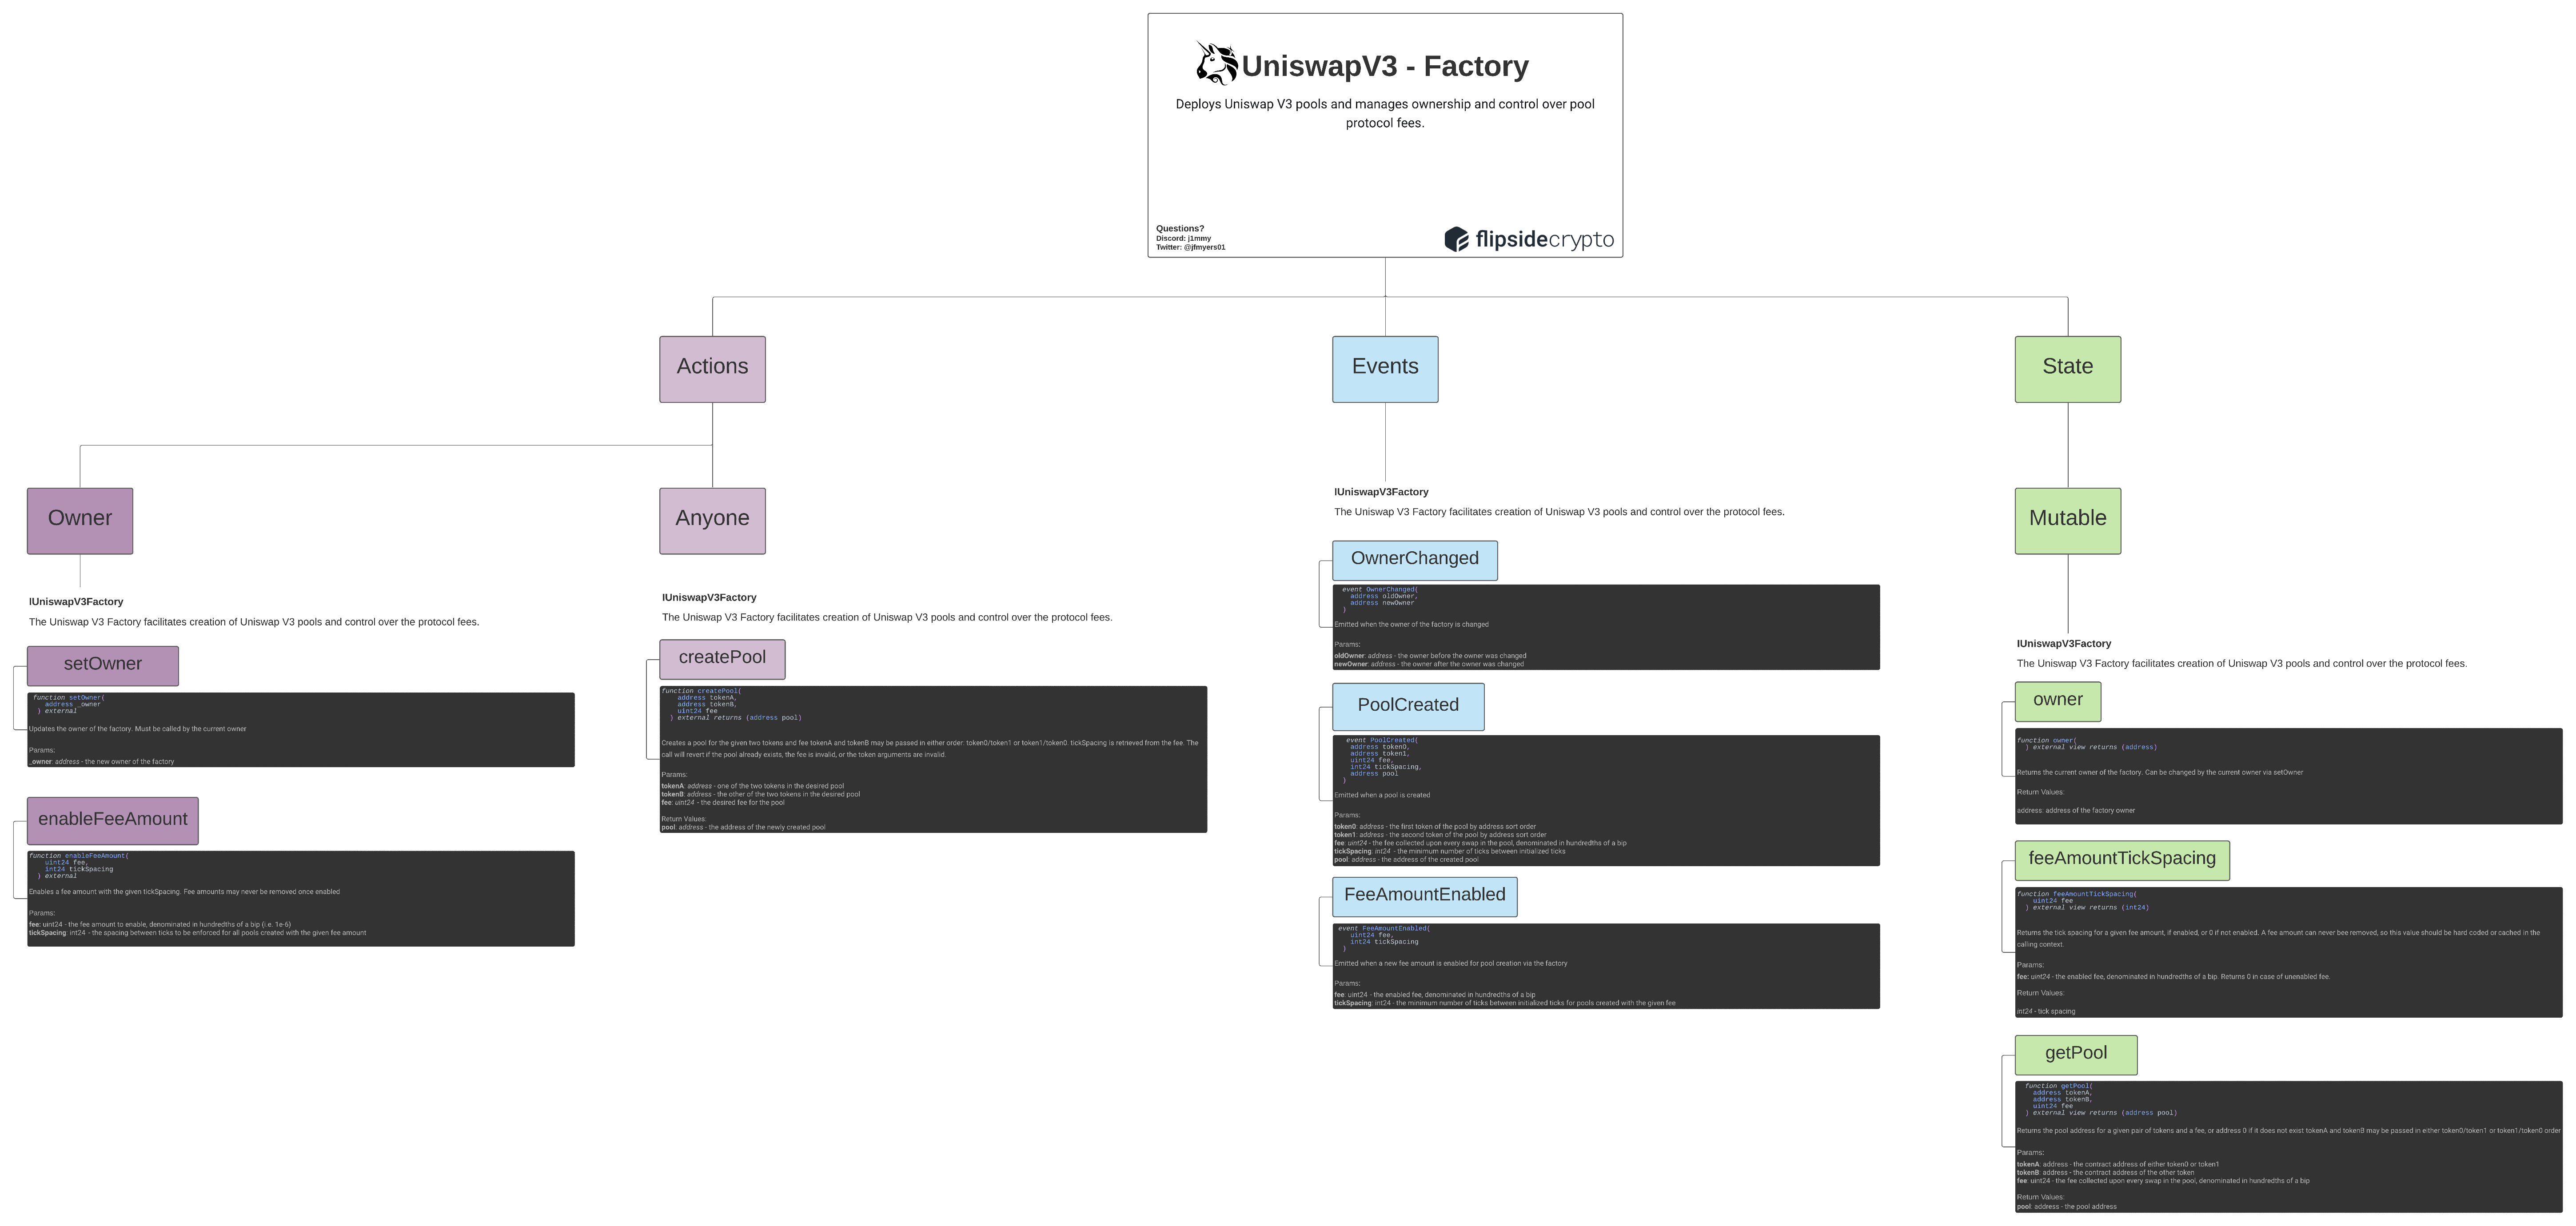 UniswapV3 - Factory
Deploys Uniswap V3 pools and manages ownership and control over pool
protocol fees.
Questions?
Discord: j1mmy
Twitter: @jfmyers01
flipsidecrypto
Actions
Events
State
Owner
Anyone
Mutable
IUniswapV3Factory
The Uniswap V3 Factory facilitates creation of Uniswap V3 pools and control over the protocol fees.
setOwner
function setOwner(
address _owner
) external
Updates the owner of the factory. Must be called by the current owner
Params:
_owner: address - the new owner of the factory
enableFeeAmount
function enableFeeAmount(
uint24 fee,
int24 tickSpacing
) external
Enables a fee amount with the given tickSpacing. Fee amounts may never be removed once enabled
Params:
fee: uint24 - the fee amount to enable, denominated in hundredths of a bip (i.e. 1e-6)
tickSpacing: int24 - the spacing between ticks to be enforced for all pools created with the given fee amount
IUniswapV3Factory
The Uniswap V3 Factory facilitates creation of Uniswap V3 pools and control over the protocol fees.
createPool
function createPool(
address tokenA,
address tokenB,
uint24 fee
) external returns (address pool)
Creates a pool for the given two tokens and fee tokenA and tokenB may be passed in either order: token0/token1 or token1/token0. tickSpacing is retrieved from the fee. The
call will revert if the pool already exists, the fee is invalid, or the token arguments are invalid.
Params:
tokenA: address - one of the two tokens in the desired pool
tokenB: address - the other of the two tokens in the desired pool
fee: uint24 - the desired fee for the pool
Return Values:
pool: address - the address of the newly created pool
IUniswapV3Factory
The Uniswap V3 Factory facilitates creation of Uniswap V3 pools and control over the protocol fees.
OwnerChanged
event OwnerChanged(
address oldOwner,
address newOwner
)
Emitted when the owner of the factory is changed
Params:
oldOwner: address - the owner before the owner was changed
newOwner: address - the owner after the owner was changed
PoolCreated
event PoolCreated(
address token0,
address token1,
uint24 fee,
int24 tickSpacing,
address pool
)
Emitted when a pool is created
Params:
token0: address - the first token of the pool by address sort order
token1: address - the second token of the pool by address sort order
fee: uint24 - the fee collected upon every swap in the pool, denominated in hundredths of a bip
tickSpacing: int24 - the minimum number of ticks between initialized ticks
pool: address - the address of the created pool
FeeAmountEnabled
event FeeAmountEnabled(
uint24 fee,
int24 tickSpacing
)
Emitted when a new fee amount is enabled for pool creation via the factory
Params:
fee: uint24 - the enabled fee, denominated in hundredths of a bip
tickSpacing: int24 - the minimum number of ticks between initialized ticks for pools created with the given fee
IUniswapV3Factory
The Uniswap V3 Factory facilitates creation of Uniswap V3 pools and control over the protocol fees.
owner
function owner(
) external view returns (address)
Returns the current owner of the factory. Can be changed by the current owner via setOwner
Return Values:
address: address of the factory owner
feeAmountTickSpacing
function feeAmountTickSpacing(
uint24 fee
) external view returns (int24)
Returns the tick spacing for a given fee amount, if enabled, or 0 if not enabled. A fee amount can never bee removed, so this value should be hard coded or cached in the
calling context.
Params:
fee: uint24 - the enabled fee, denominated in hundredths of a bip. Returns 0 in case of unenabled fee.
Return Values:
int24 - tick spacing
getPool
function getPool(
address tokenA,
address tokenB,
uint24 fee
) external view returns (address pool)
Returns the pool address for a given pair of tokens and a fee, or address 0 if it does not exist tokenA and tokenB may be passed in either token0/token1 or token1/token0 order
Params:
tokenA: address - the contract address of either token0 or token1
tokenB: address - the contract address of the other token
fee: uint24 - the fee collected upon every swap in the pool, denominated in hundredths of a bip
Return Values:
pool: address - the pool address